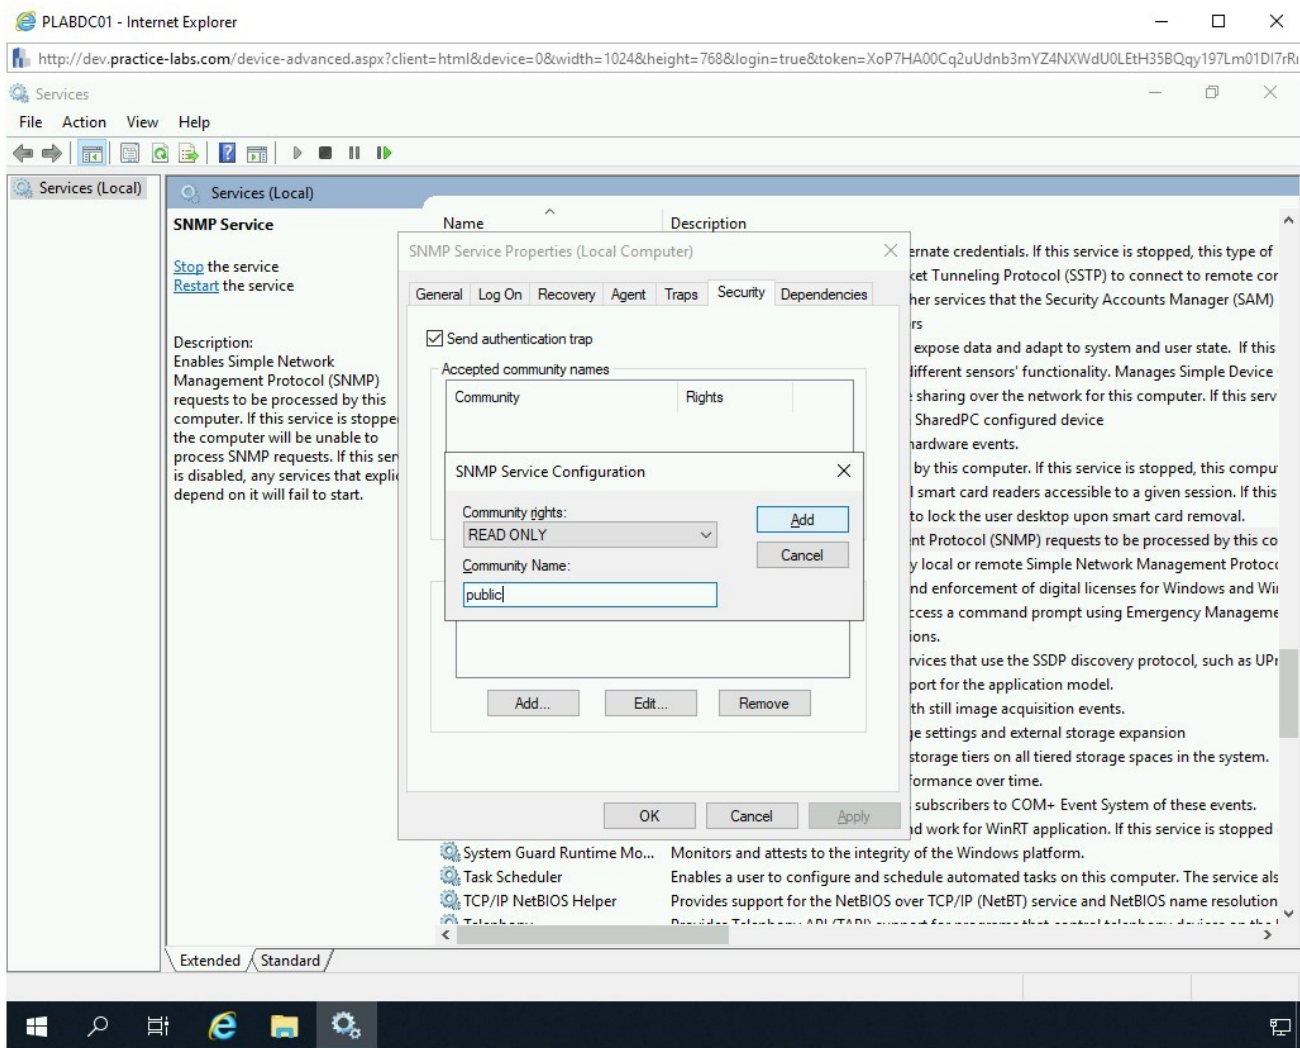 PLABDC01 - Internet Explorer
http://dev.practice-labs.com/device-advanced.aspx?client=html&device=0&width=1024&height=768&login=true&token=XoP7HA00Cq2uUdnb3mYZ4NXWdU0LEtH35BQqy197Lm01DI7rRi
Services
File Action View Help
Services (Local)
Services (Local)
SNMP Service
Stop the service
Restart the service
Description:
Enables Simple Network
Management Protocol (SNMP)
requests to be processed by this
computer. If this service is stoppe
the computer will be unable to
process SNMP requests. If this ser
is disabled, any services that expli
depend on it will fail to start.
Name Description
SNMP Service Properties (Local Computer)
General Log On Recovery Agent Traps Security Dependencies
Send authentication trap
Accepted community names
Community Rights
SNMP Service Configuration
Community rights:
READ ONLY
Community Name:
public
Add
Cancel
Add... Edit... Remove
OK Cancel Apply
ernate credentials. If this service is stopped, this type of
ket Tunneling Protocol (SSTP) to connect to remote cor
her services that the Security Accounts Manager (SAM)
rs
expose data and adapt to system and user state. If this
different sensors' functionality. Manages Simple Device
sharing over the network for this computer. If this serv
SharedPC configured device
hardware events.
by this computer. If this service is stopped, this compu
smart card readers accessible to a given session. If this
to lock the user desktop upon smart card removal.
nt Protocol (SNMP) requests to be processed by this co
y local or remote Simple Network Management Protoco
nd enforcement of digital licenses for Windows and Wi
ccess a command prompt using Emergency Manageme
ions.
rvices that use the SSDP discovery protocol, such as UP
port for the application model.
th still image acquisition events.
ge settings and external storage expansion
storage tiers on all tiered storage spaces in the system.
formance over time.
subscribers to COM+ Event System of these events.
nd work for WinRT application. If this service is stopped
System Guard Runtime Mo... Monitors and attests to the integrity of the Windows platform.
Task Scheduler Enables a user to configure and schedule automated tasks on this computer. The service als
TCP/IP NetBIOS Helper Provides support for the NetBIOS over TCP/IP (NetBT) service and NetBIOS name resolution
Extended Standard